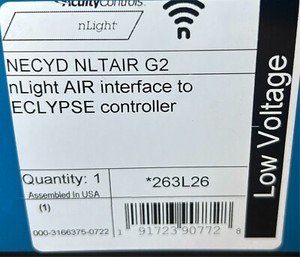 AcuityControls.
nLight®
NECYD NLTAIR G2
nLight AIR interface to
ECLYPSE controller
Quantity: 1
*263L26
Assembled In USA
(1)
000-3166375-0722
1 91723 90772 8
Low Voltage